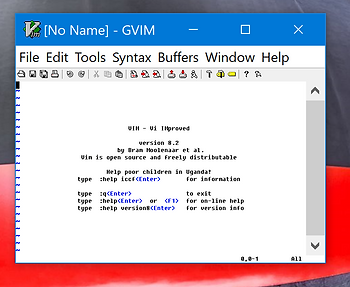 [No Name] - GVIM
File Edit Tools Syntax Buffers Window Help
VIM - Vi IMproved
version 8.2
by Bram Moolenaar et al.
Vim is open source and freely distributable
Help poor children in Uganda!
type :help iccf<Enter> for information
type :q<Enter> to exit
type :help<Enter> or <F1> for on-line help
type :help version8<Enter> for version info
0,0-1 All